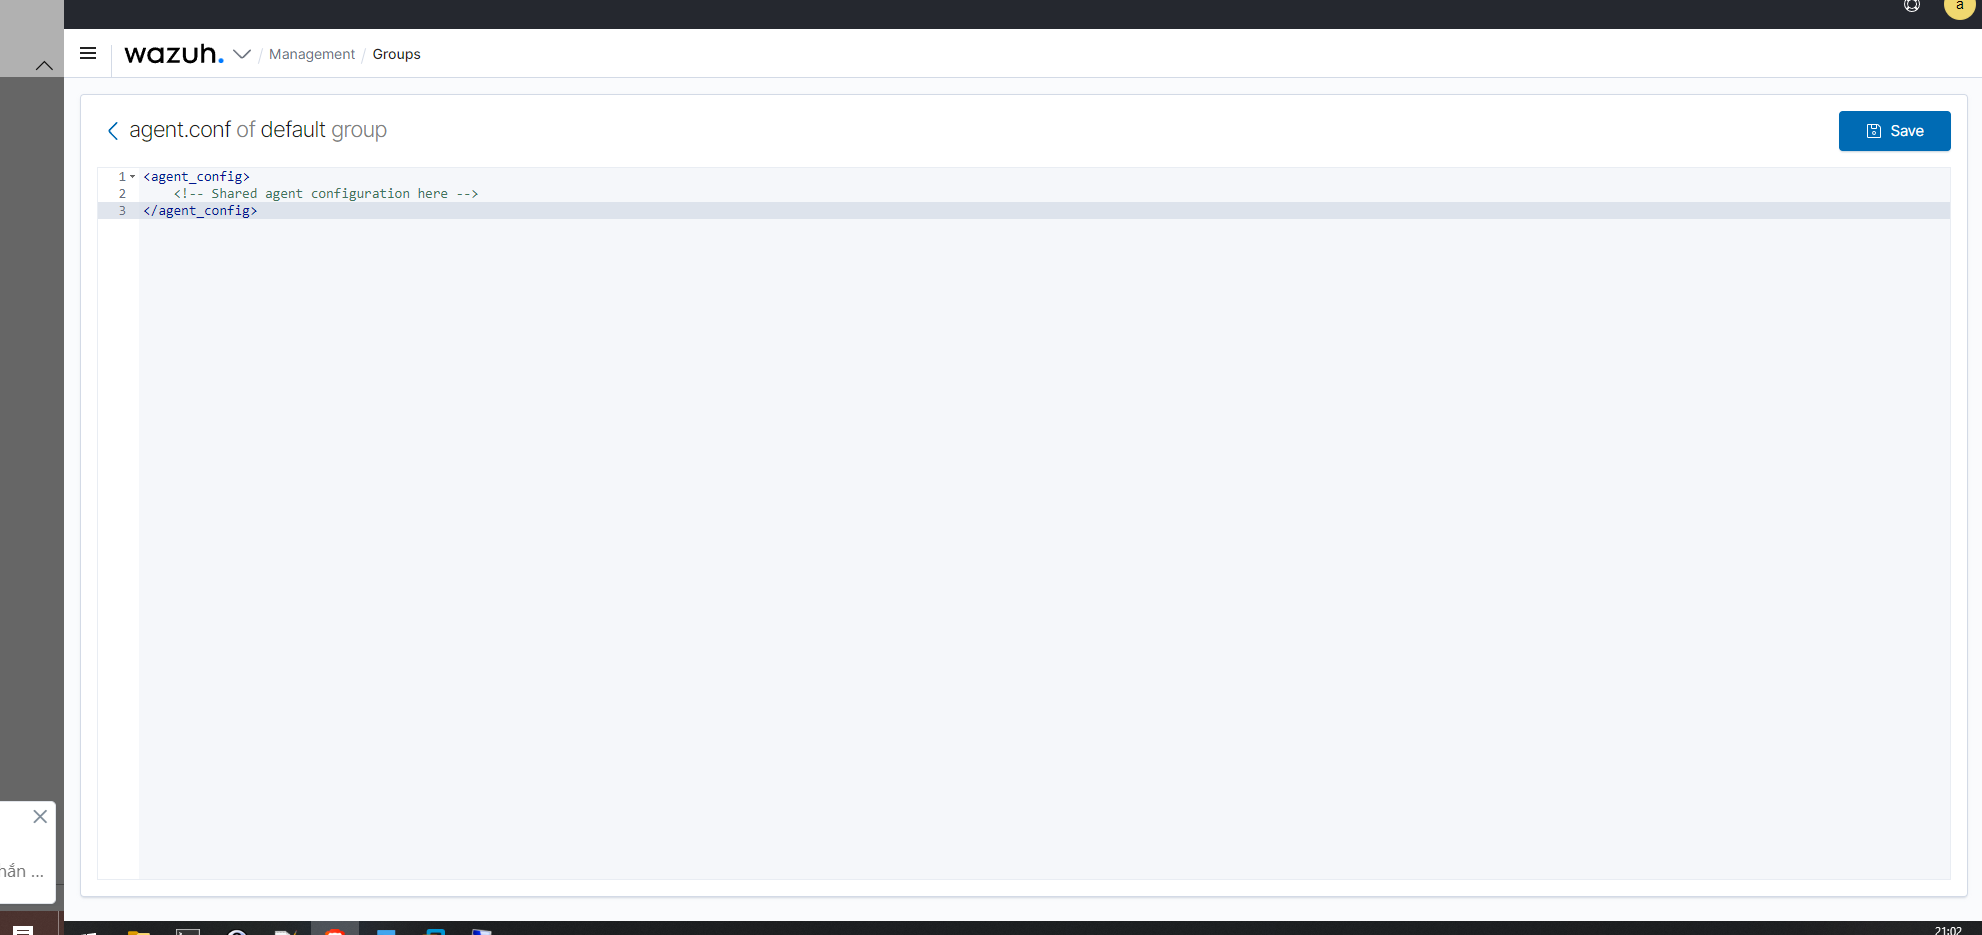 a
wazuh. / Management / Groups
agent.conf of default group
Save
1 <agent_config>
2 <!-- Shared agent configuration here -->
3 </agent_config>
...
21:02